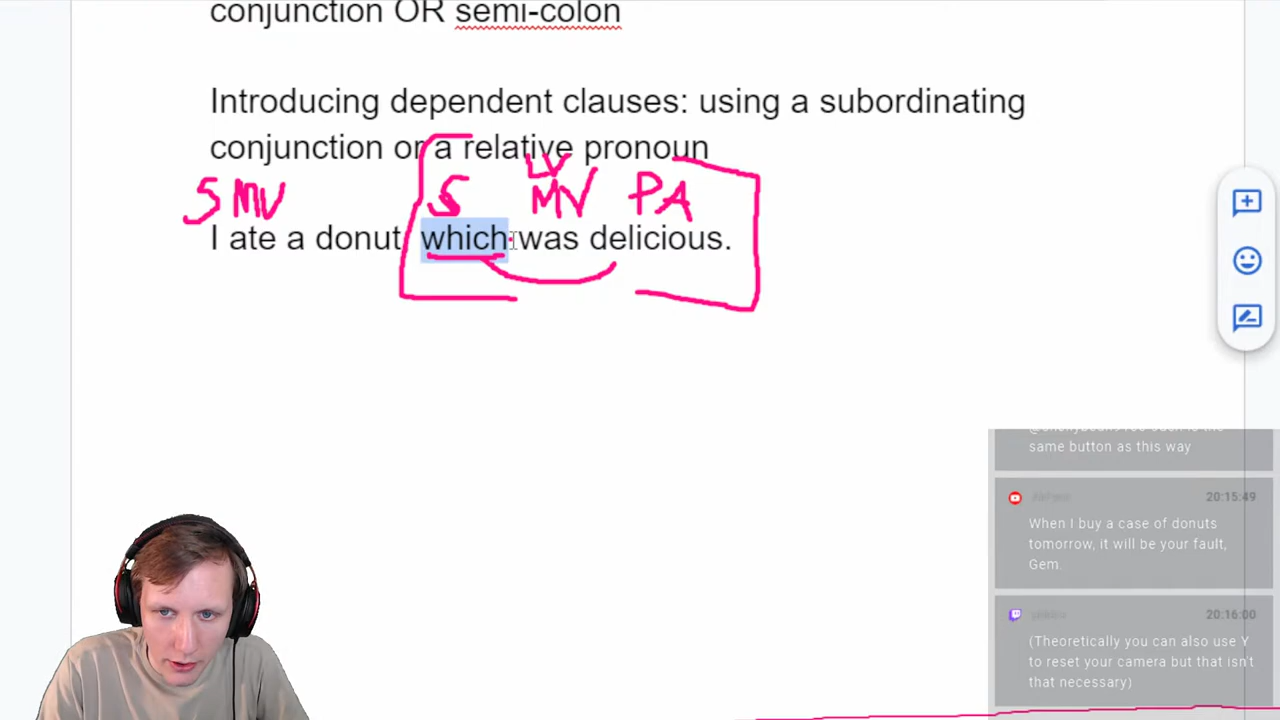 conjunction OR semi-colon
Introducing dependent clauses: using a subordinating
conjunction or a relative pronoun
LV
S MV S MV PA
I ate a donut which was delicious.
same button as this way
20:15:49
When I buy a case of donuts
tomorrow, it will be your fault,
Gem.
20:16:00
(Theoretically you can also use Y
to reset your camera but that isn't
that necessary)